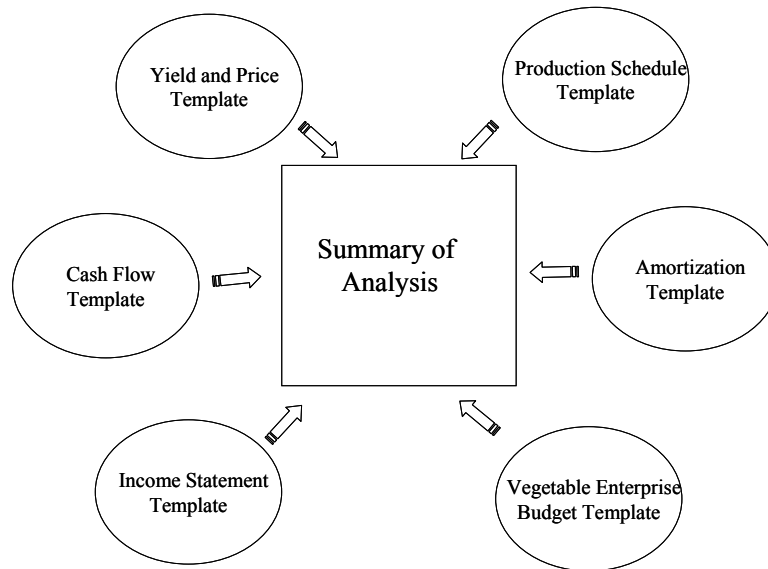 Yield and Price
Template
Production Schedule
Template
Summary of
Analysis
Cash Flow
Template
Amortization
Template
Income Statement
Template
Vegetable Enterprise
Budget Template